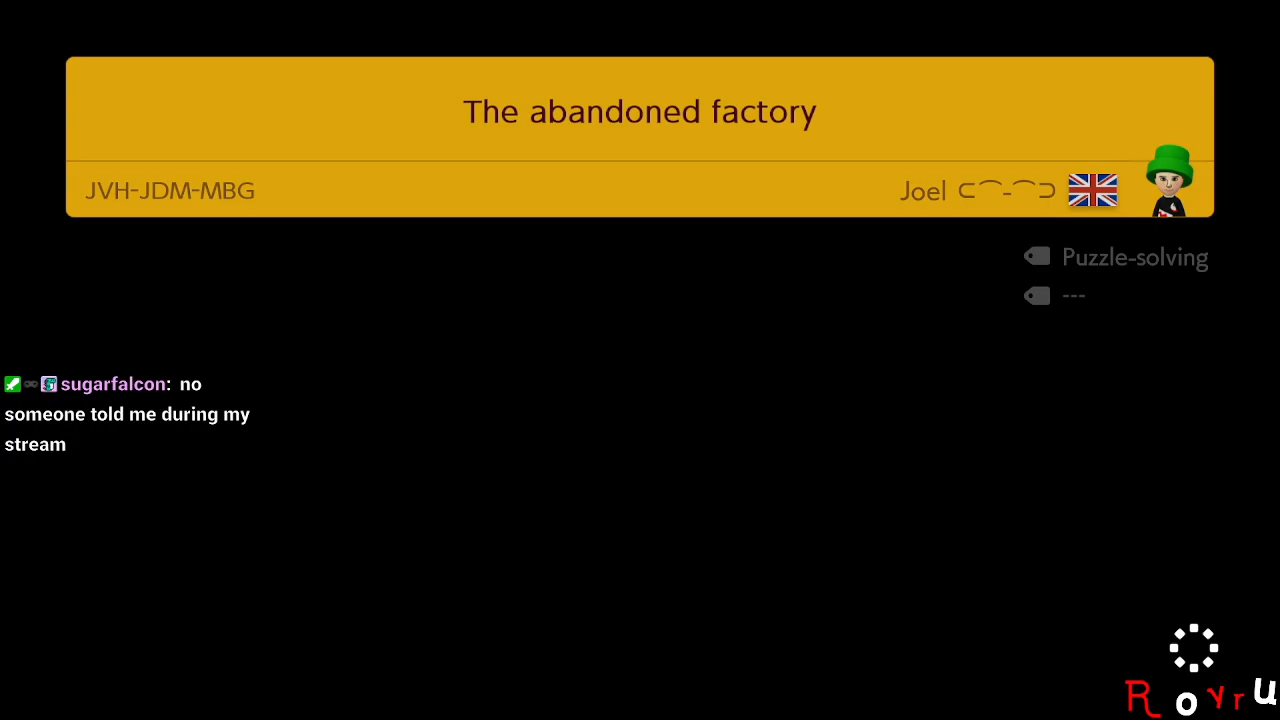 The abandoned factory
JVH-JDM-MBG
Joel ⊂⌒-⌒⊃
Puzzle-solving
---
sugarfalcon: no
someone told me during my
stream